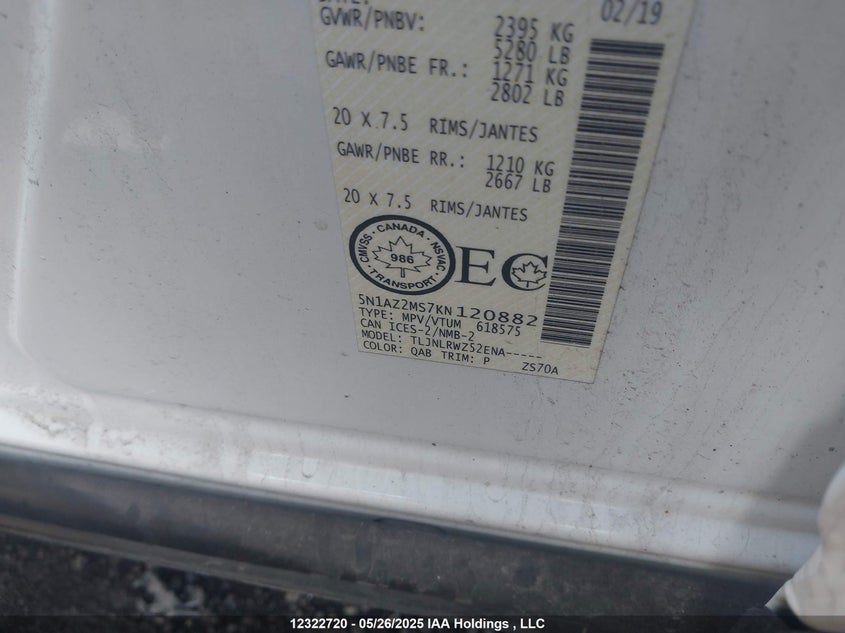 02/19
GVWR/PNBV: 2395 KG
5280 LB
GAWR/PNBE FR.: 1271 KG
2802 LB
20 X 7.5 RIMS/JANTES
GAWR/PNBE RR.: 1210 KG
2667 LB
20 X 7.5 RIMS/JANTES
CMVSS · CANADA · NSVAC
986
· TRANSPORT ·
EC
5N1AZ2MS7KN120882
TYPE: MPV/VTUM 618575
CAN ICES-2/NMB-2
MODEL: TLJNLRWZ52ENA-----
COLOR: QAB TRIM: P ZS70A
12322720 - 05/26/2025 IAA Holdings , LLC